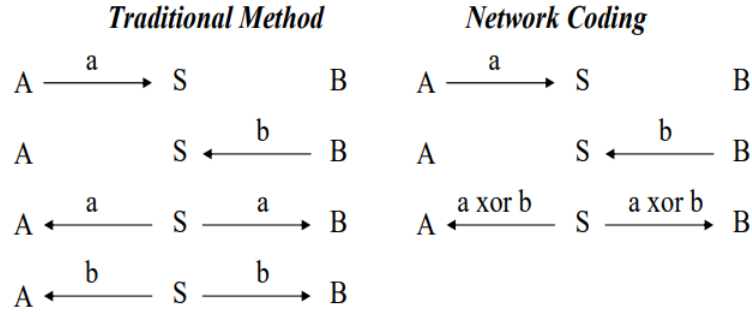 Traditional Method Network Coding
a a
A S B A S B
b b
A S B A S B
a a a xor b a xor b
A S B A S B
b b
A S B